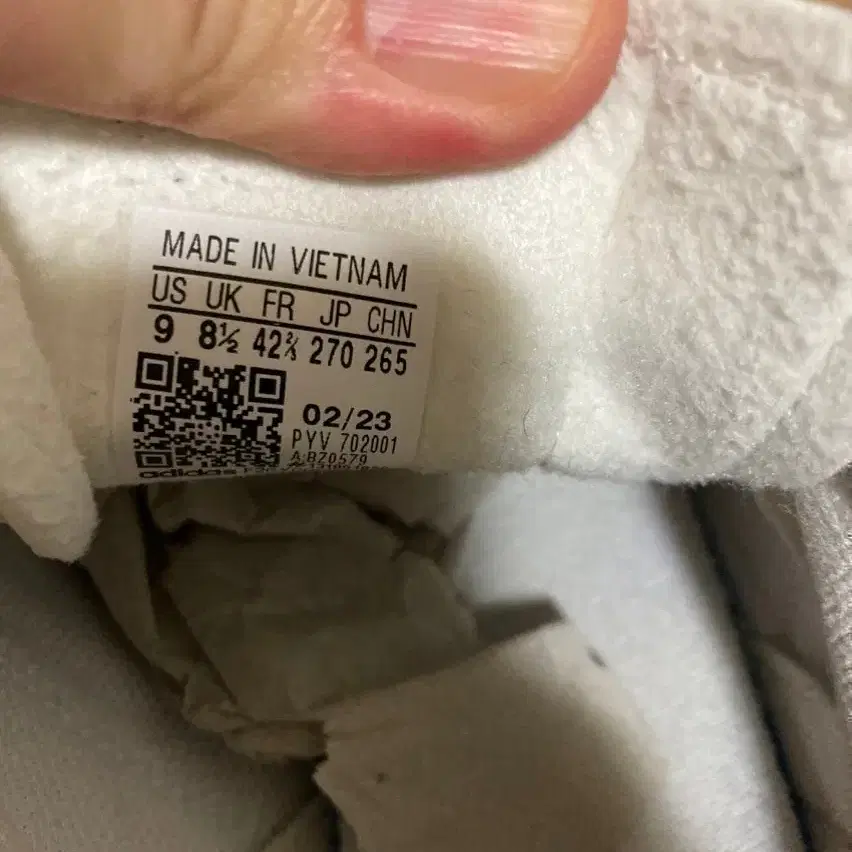 MADE IN VIETNAM
US UK FR JP CHN
9 8½ 42⅔ 270 265
02/23
PYV 702001
adidas